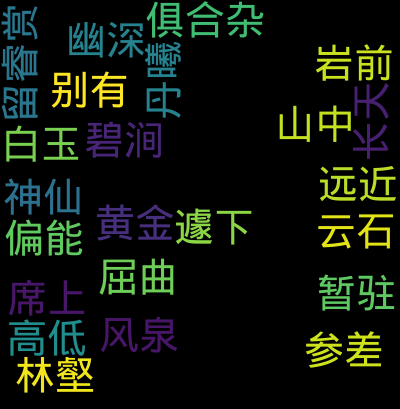 俱合杂
幽深
留睿赏
丹曦
岩前
别有
长天
山中
白玉
碧涧
远近
神仙
黄金
遽下
云石
偏能
屈曲
暂驻
席上
高低
风泉
参差
林壑